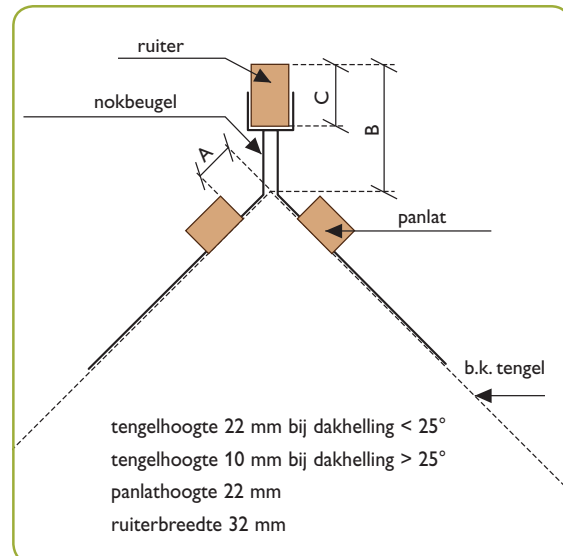 ruiter
nokbeugel
A
C
B
panlat
b.k. tengel
tengelhoogte 22 mm bij dakhelling < 25°
tengelhoogte 10 mm bij dakhelling > 25°
panlathoogte 22 mm
ruiterbreedte 32 mm